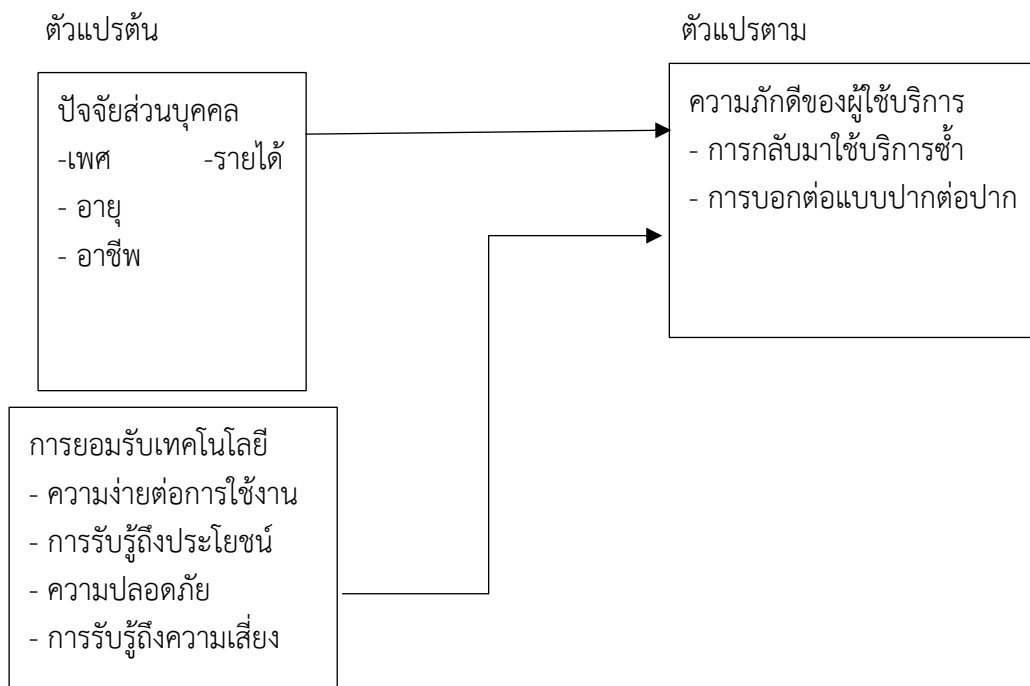 ตัวแปรต้น
ตัวแปรตาม
ปัจจัยส่วนบุคคล
-เพศ -รายได้
- อายุ
- อาชีพ
ความภักดีของผู้ใช้บริการ
- การกลับมาใช้บริการซ้ำ
- การบอกต่อแบบปากต่อปาก
การยอมรับเทคโนโลยี
- ความง่ายต่อการใช้งาน
- การรับรู้ถึงประโยชน์
- ความปลอดภัย
- การรับรู้ถึงความเสี่ยง